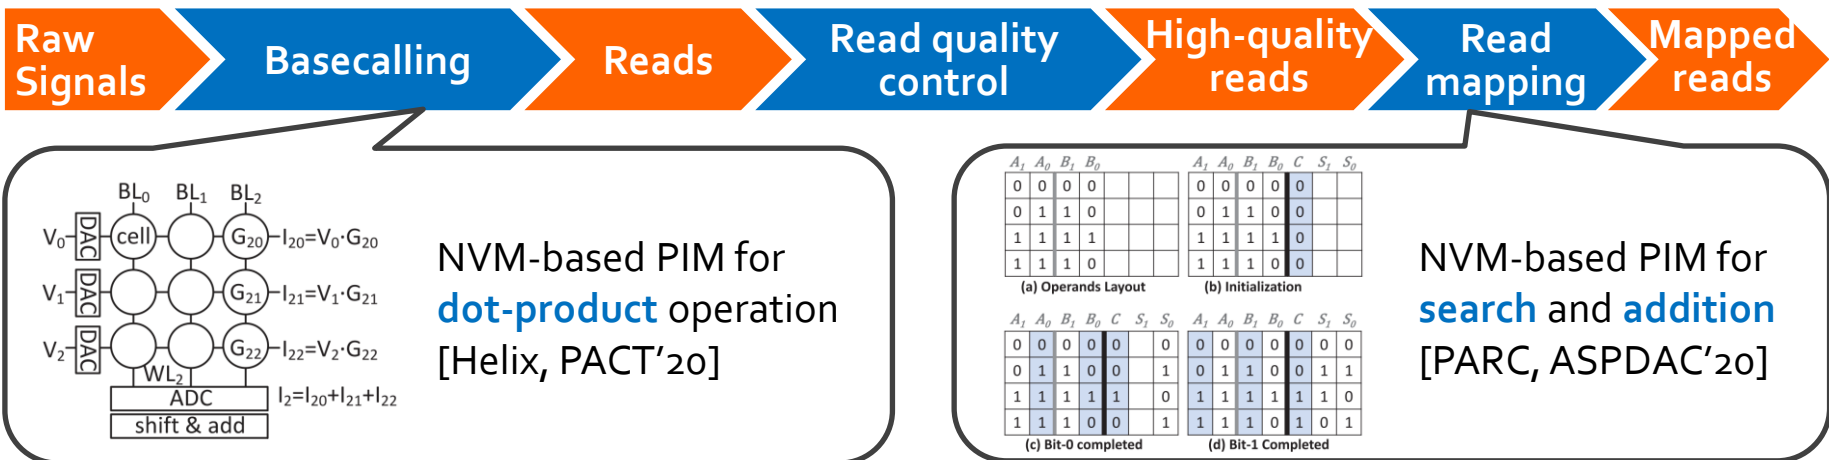 Raw Signals
Basecalling
Reads
Read quality control
High-quality reads
Read mapping
Mapped reads
BL₀ BL₁ BL₂
V₀ DAC cell G₂₀ I₂₀=V₀·G₂₀
V₁ DAC G₂₁ I₂₁=V₁·G₂₁
V₂ DAC G₂₂ I₂₂=V₂·G₂₂
WL₂
ADC I₂=I₂₀+I₂₁+I₂₂
shift & add
NVM-based PIM for
dot-product operation
[Helix, PACT'20]
A₁ A₀ B₁ B₀
0 0 0 0
0 1 1 0
1 1 1 1
1 1 1 0
(a) Operands Layout
A₁ A₀ B₁ B₀ C S₁ S₀
0 0 0 0 0
0 1 1 0 0
1 1 1 1 0
1 1 1 0 0
(b) Initialization
A₁ A₀ B₁ B₀ C S₁ S₀
0 0 0 0 0 0
0 1 1 0 0 1
1 1 1 1 1 0
1 1 1 0 0 1
(c) Bit-0 completed
A₁ A₀ B₁ B₀ C S₁ S₀
0 0 0 0 0 0 0
0 1 1 0 0 1 1
1 1 1 1 1 1 0
1 1 1 0 1 0 1
(d) Bit-1 Completed
NVM-based PIM for
search and addition
[PARC, ASPDAC'20]